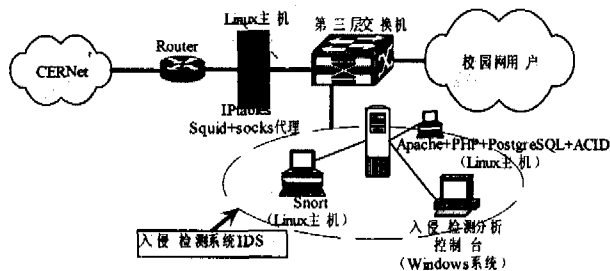 Linux主机
第三层交换机
Router
CERNet
校园网用户
IPtables
Squid+socks代理
Apache+PHP+PostgreSQL+ACID
(Linux主机)
Snort
(Linux主机)
入侵检测分析
控制台
(Windows系统)
入侵检测系统IDS